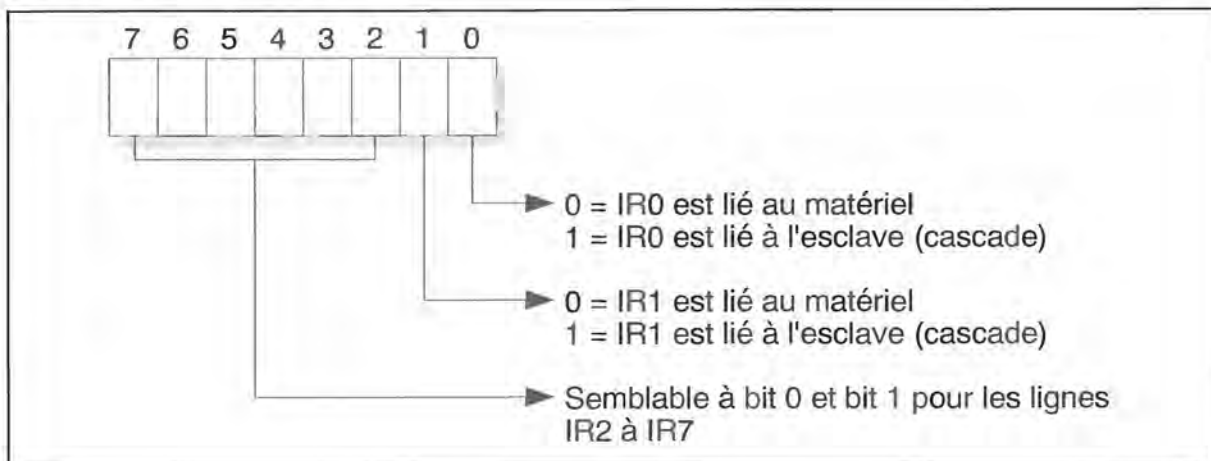 7 6 5 4 3 2 1 0
0 = IR0 est lié au matériel
1 = IR0 est lié à l'esclave (cascade)
0 = IR1 est lié au matériel
1 = IR1 est lié à l'esclave (cascade)
Semblable à bit 0 et bit 1 pour les lignes
IR2 à IR7